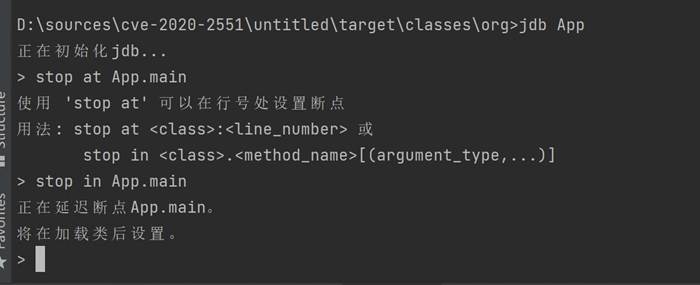 D:\sources\cve-2020-2551\untitled\target\classes\org>jdb App
正在初始化jdb...
> stop at App.main
使用 'stop at' 可以在行号处设置断点
用法: stop at <class>:<line_number> 或
stop in <class>.<method_name>[(argument_type,...)]
> stop in App.main
正在延迟断点App.main。
将在加载类后设置。
>
Structure
Favorites